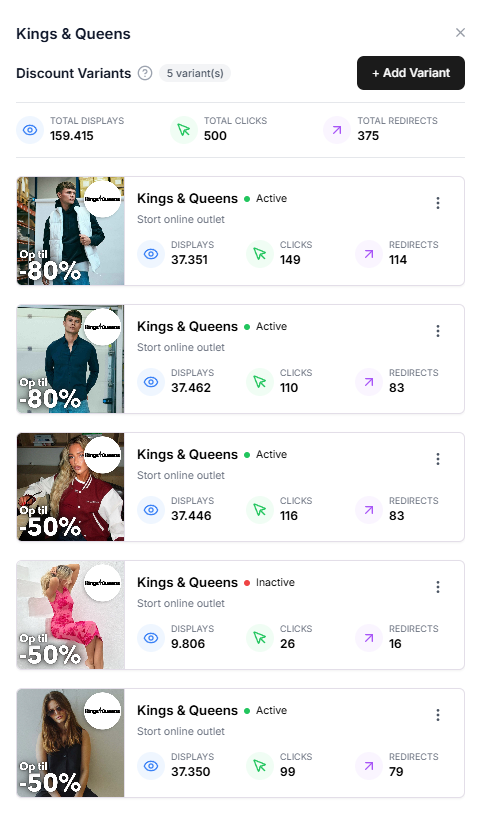 Kings & Queens
Discount Variants
5 variant(s)
+ Add Variant
TOTAL DISPLAYS
159.415
TOTAL CLICKS
500
TOTAL REDIRECTS
375
Kings & Queens
Op til
-80%
Kings & Queens
Active
Start online outlet
DISPLAYS
37.351
CLICKS
149
REDIRECTS
114
Kings & Queens
Op til
-80%
Kings & Queens
Active
Start online outlet
DISPLAYS
37.462
CLICKS
110
REDIRECTS
83
Kings & Queens
Op til
-50%
Kings & Queens
Active
Start online outlet
DISPLAYS
37.446
CLICKS
116
REDIRECTS
83
Kings & Queens
Op til
-50%
Kings & Queens
Inactive
Start online outlet
DISPLAYS
9.806
CLICKS
26
REDIRECTS
16
Kings & Queens
Op til
-50%
Kings & Queens
Active
Start online outlet
DISPLAYS
37.350
CLICKS
99
REDIRECTS
79